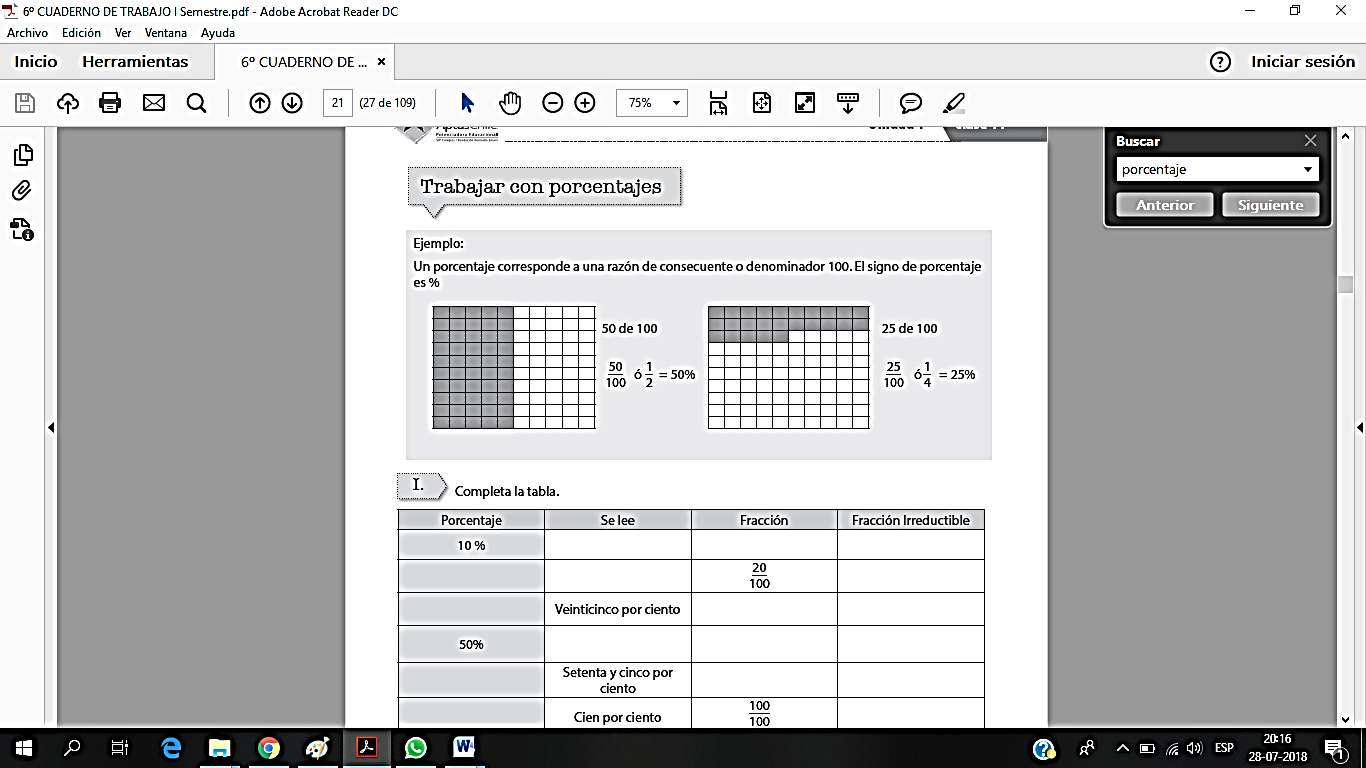 6º CUADERNO DE TRABAJO I Semestre.pdf - Adobe Acrobat Reader DC
Archivo Edición Ver Ventana Ayuda
Inicio Herramientas 6º CUADERNO DE ... × ? Iniciar sesión
21 (27 de 109) 75%
Potenciadora Educacional
Buscar
porcentaje
Anterior Siguiente
Trabajar con porcentajes
Ejemplo:
Un porcentaje corresponde a una razón de consecuente o denominador 100. El signo de porcentaje
es %
50 de 100
50/100 ó 1/2 = 50%
25 de 100
25/100 ó 1/4 = 25%
I. Completa la tabla.
Porcentaje Se lee Fracción Fracción Irreductible
10 %
20/100
Veinticinco por ciento
50%
Setenta y cinco por
ciento
Cien por ciento 100/100
ESP
20:16
28-07-2018